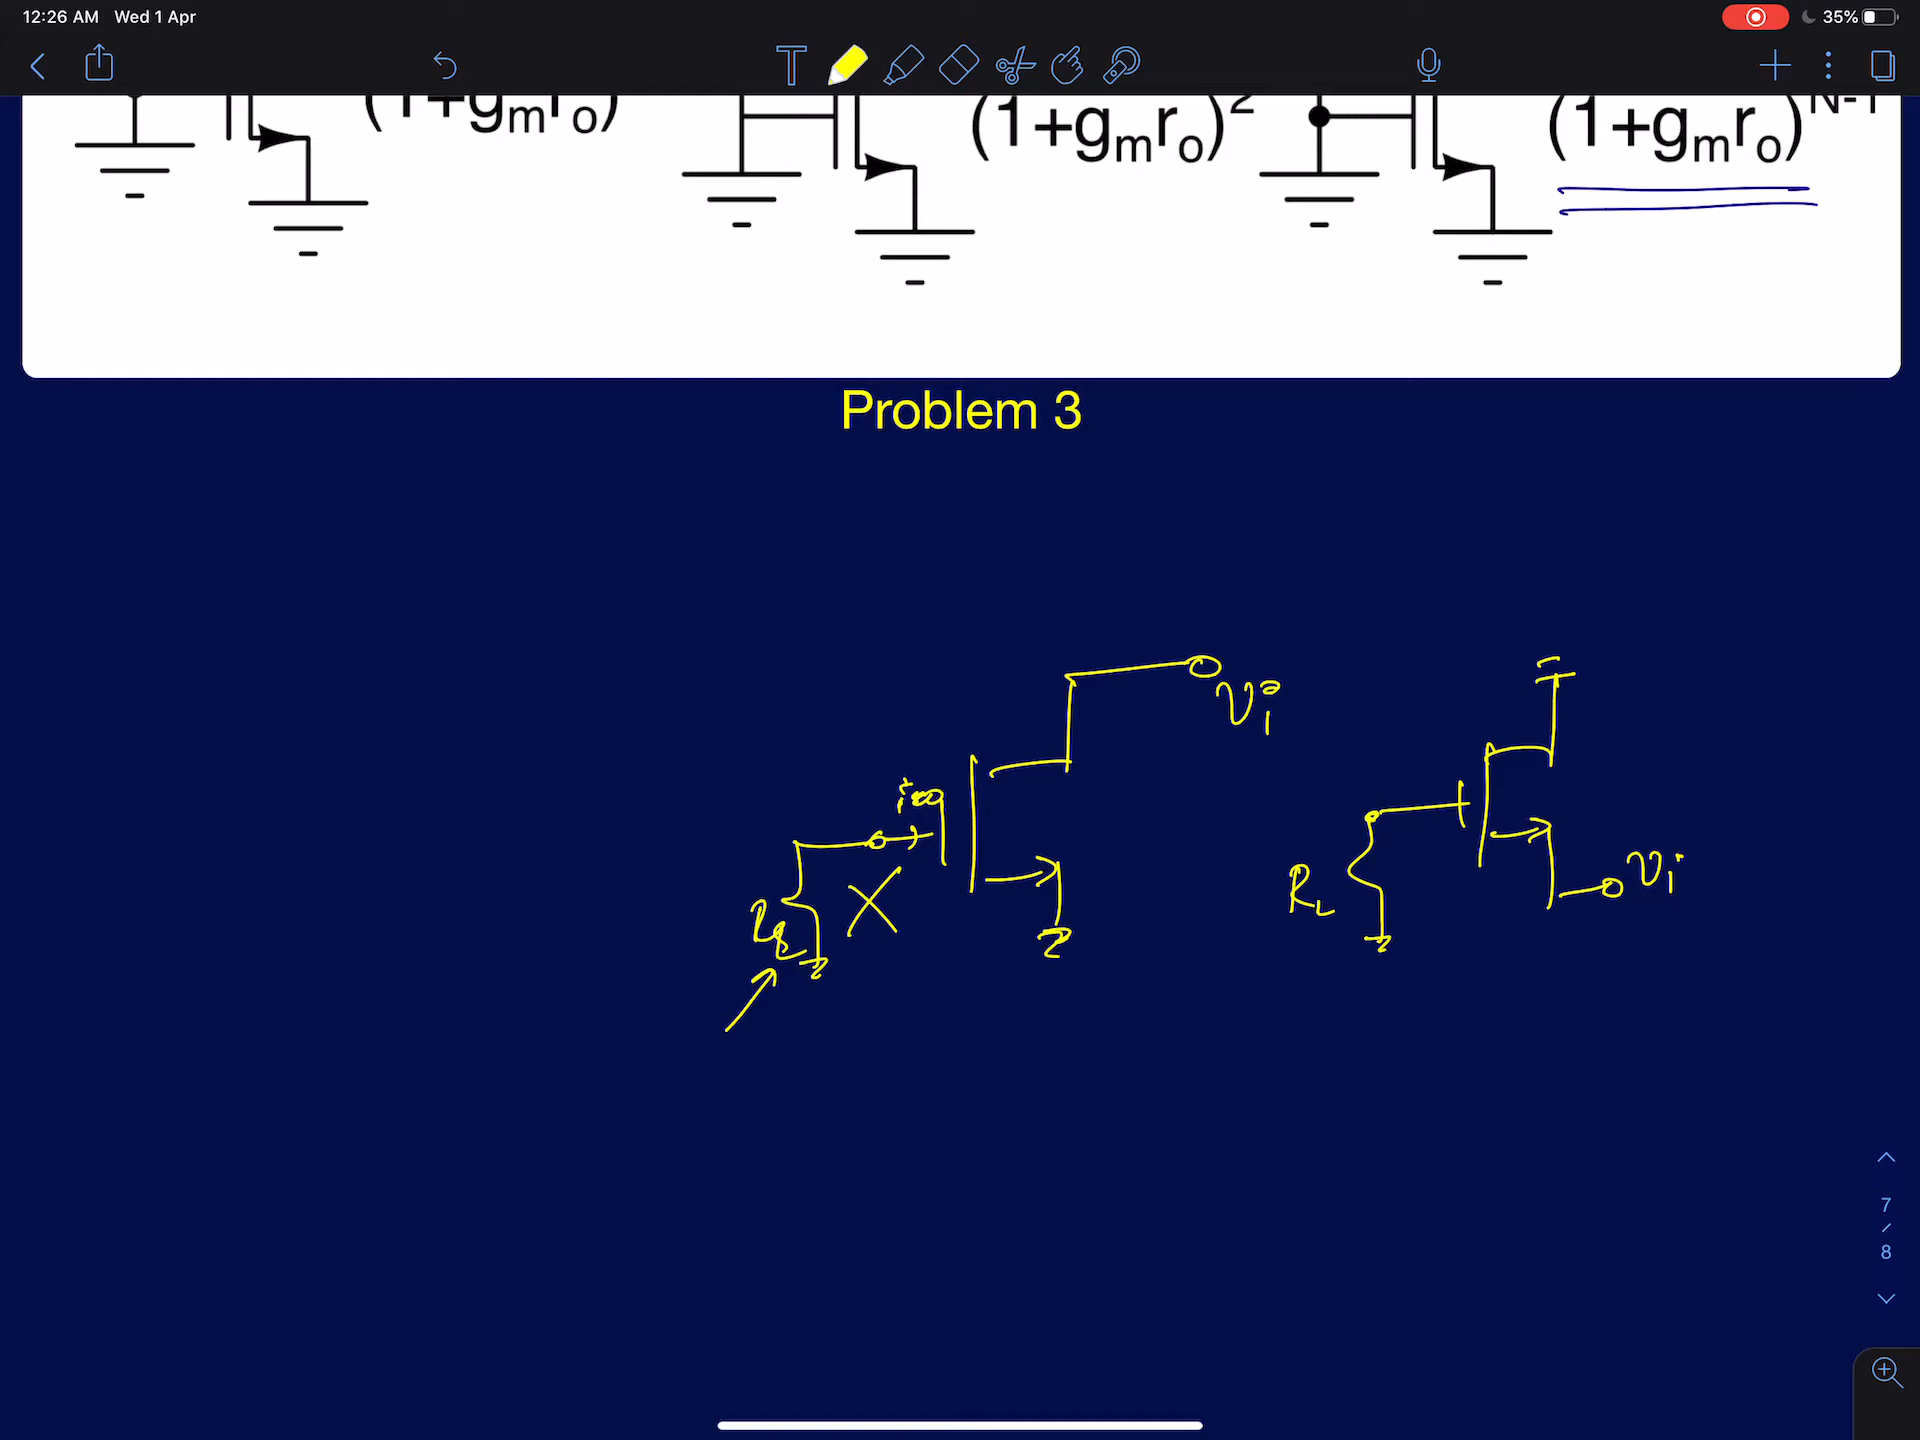 12:26 AM Wed 1 Apr
35%
(1+gₘrₒ)
(1+gₘrₒ)²
(1+gₘrₒ)ᴺ⁻¹
Problem 3
Vi
Vi
RL
7
/
8